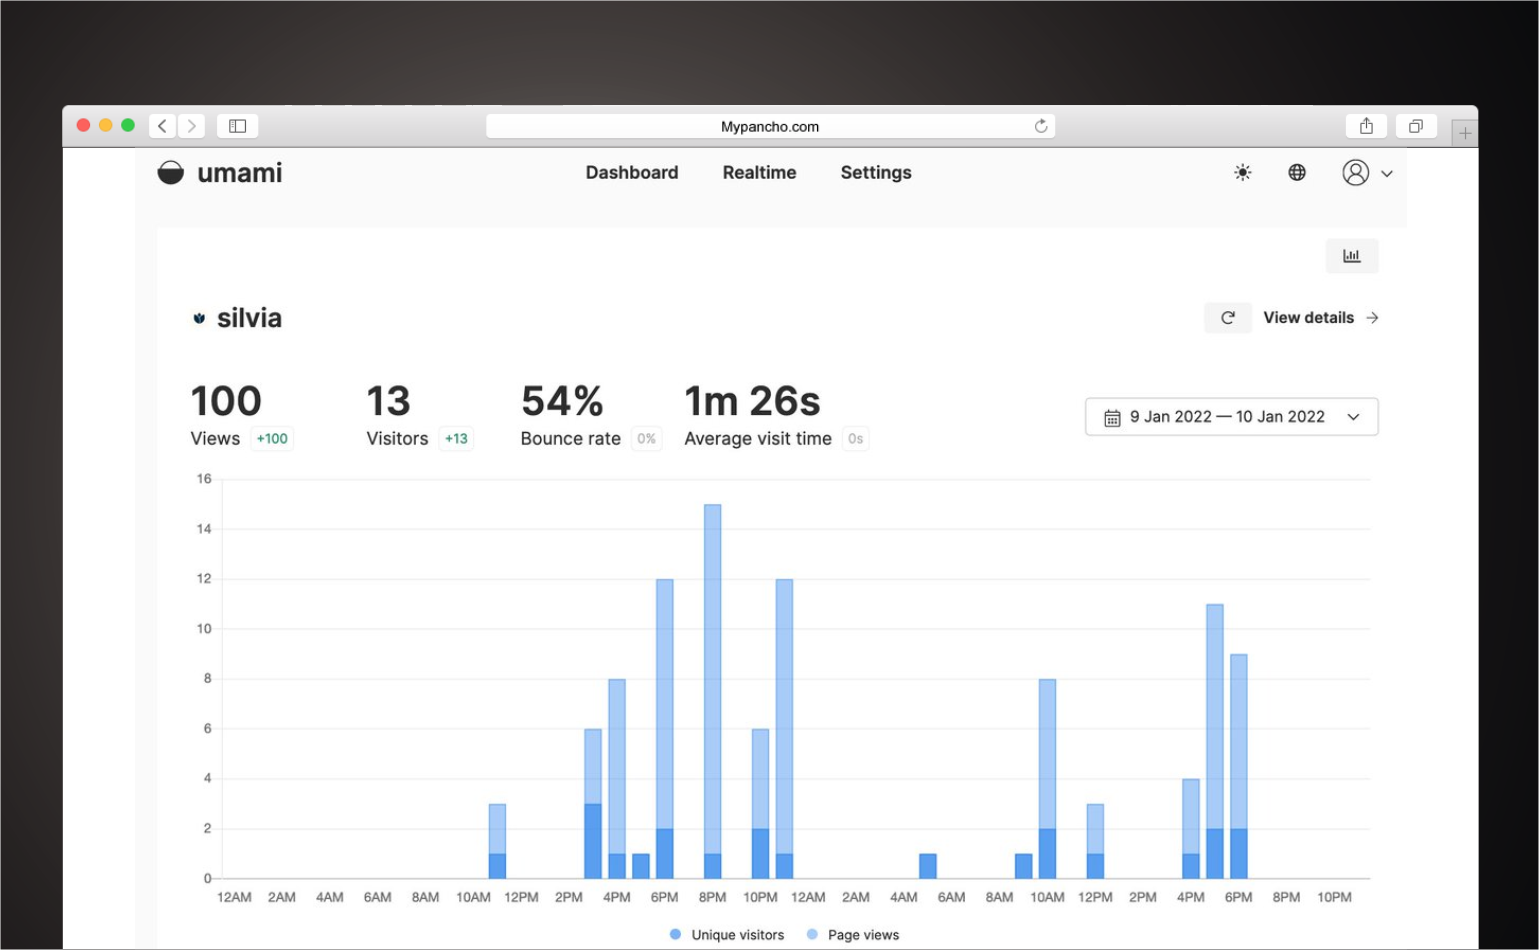 Mypancho.com
umami
Dashboard Realtime Settings
silvia
View details
100 13 54% 1m 26s
Views +100 Visitors +13 Bounce rate 0% Average visit time 0s
9 Jan 2022 — 10 Jan 2022
16
14
12
10
8
6
4
2
0
12AM 2AM 4AM 6AM 8AM 10AM 12PM 2PM 4PM 6PM 8PM 10PM 12AM 2AM 4AM 6AM 8AM 10AM 12PM 2PM 4PM 6PM 8PM 10PM
Unique visitors Page views